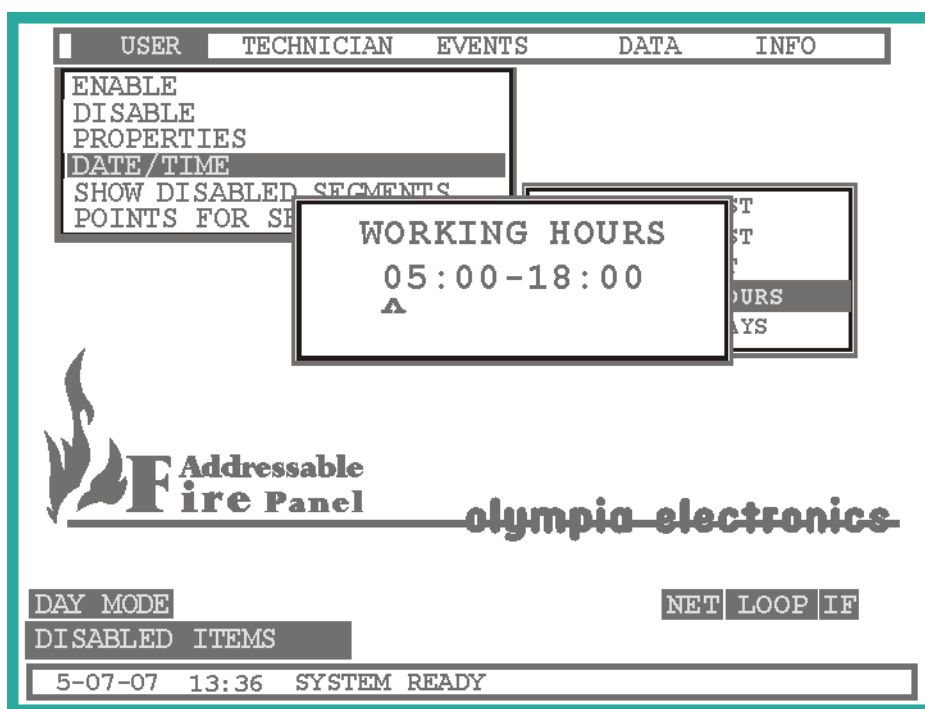 USER TECHNICIAN EVENTS DATA INFO
ENABLE
DISABLE
PROPERTIES
DATE/TIME
SHOW DISABLED SEGMENTS
POINTS FOR
WORKING HOURS
05:00-18:00
Addressable
Fire Panel
olympia electronics
DAY MODE
NET LOOP IF
DISABLED ITEMS
5-07-07 13:36 SYSTEM READY